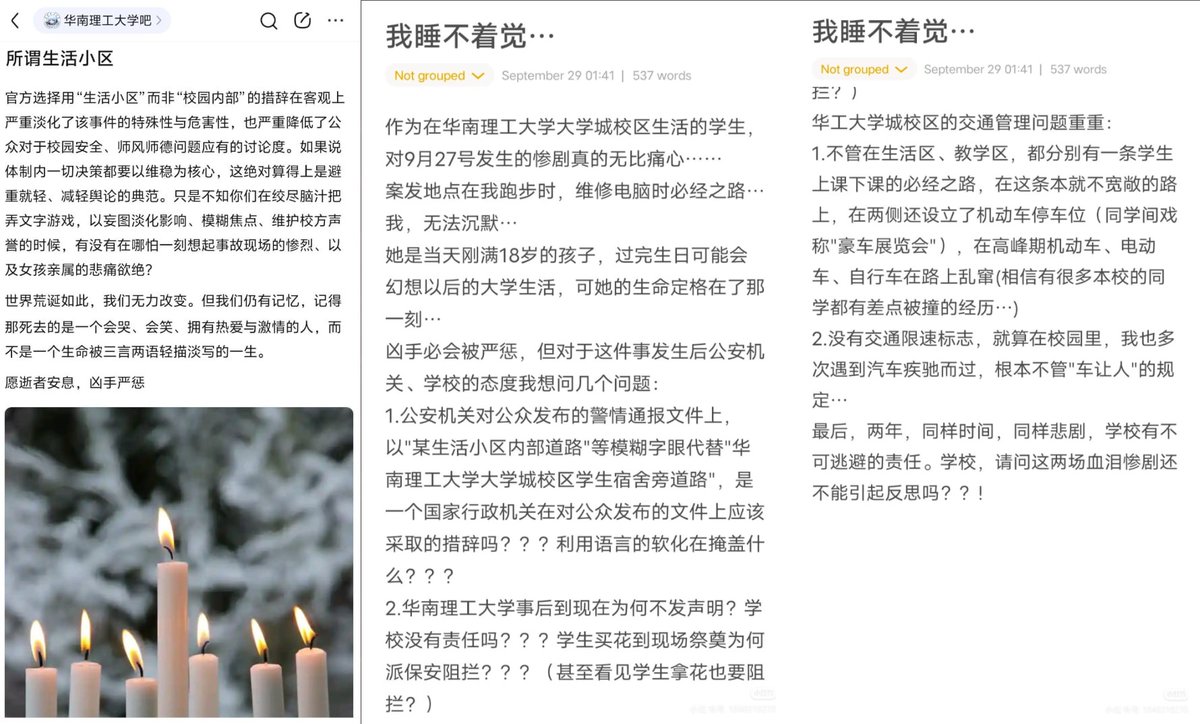 华南理工大学吧
所谓生活小区
官方选择用“生活小区”而非“校园内部”的措辞在客观上
严重淡化了该事件的特殊性与危害性，也严重降低了公
众对于校园安全、师风师德问题应有的讨论度。如果说
体制内一切决策都要以维稳为核心，这绝对算得上是避
重就轻、减轻舆论的典范。只是不知你们在绞尽脑汁把
弄文字游戏，以妄图淡化影响、模糊焦点、维护校方声
誉的时候，有没有在哪怕一刻想起事故现场的惨烈、以
及女孩亲属的悲痛欲绝？
世界荒诞如此，我们无力改变。但我们仍有记忆，记得
那死去的是一个会哭、会笑、拥有热爱与激情的人，而
不是一个生命被三言两语轻描淡写的一生。
愿逝者安息，凶手严惩
我睡不着觉…
Not grouped
September 29 01:41 | 537 words
作为在华南理工大学大学城校区生活的学生，
对9月27号发生的惨剧真的无比痛心……
案发地点在我跑步时，维修电脑时必经之路…
我，无法沉默…
她是当天刚满18岁的孩子，过完生日可能会
幻想以后的大学生活，可她的生命定格在了那
一刻…
凶手必会被严惩，但对于这件事发生后公安机
关、学校的态度我想问几个问题：
1.公安机关对公众发布的警情通报文件上，
以"某生活小区内部道路"等模糊字眼代替"华
南理工大学大学城校区学生宿舍旁道路"，是
一个国家行政机关在对公众发布的文件上应该
采取的措辞吗？？？利用语言的软化在掩盖什
么？？？
2.华南理工大学事后到现在为何不发声明？学
校没有责任吗？？？学生买花到现场祭奠为何
派保安阻拦？？？（甚至看见学生拿花也要阻
拦？）
我睡不着觉…
Not grouped
September 29 01:41 | 537 words
拦？）
华工大学城校区的交通管理问题重重：
1.不管在生活区、教学区，都分别有一条学生
上课下课的必经之路，在这条本就不宽敞的路
上，在两侧还设立了机动车停车位（同学间戏
称"豪车展览会"），在高峰期机动车、电动
车、自行车在路上乱窜(相信有很多本校的同
学都有差点被撞的经历…)
2.没有交通限速标志，就算在校园里，我也多
次遇到汽车疾驰而过，根本不管"车让人"的规
定…
最后，两年，同样时间，同样悲剧，学校有不
可逃避的责任。学校，请问这两场血泪惨剧还
不能引起反思吗？？！